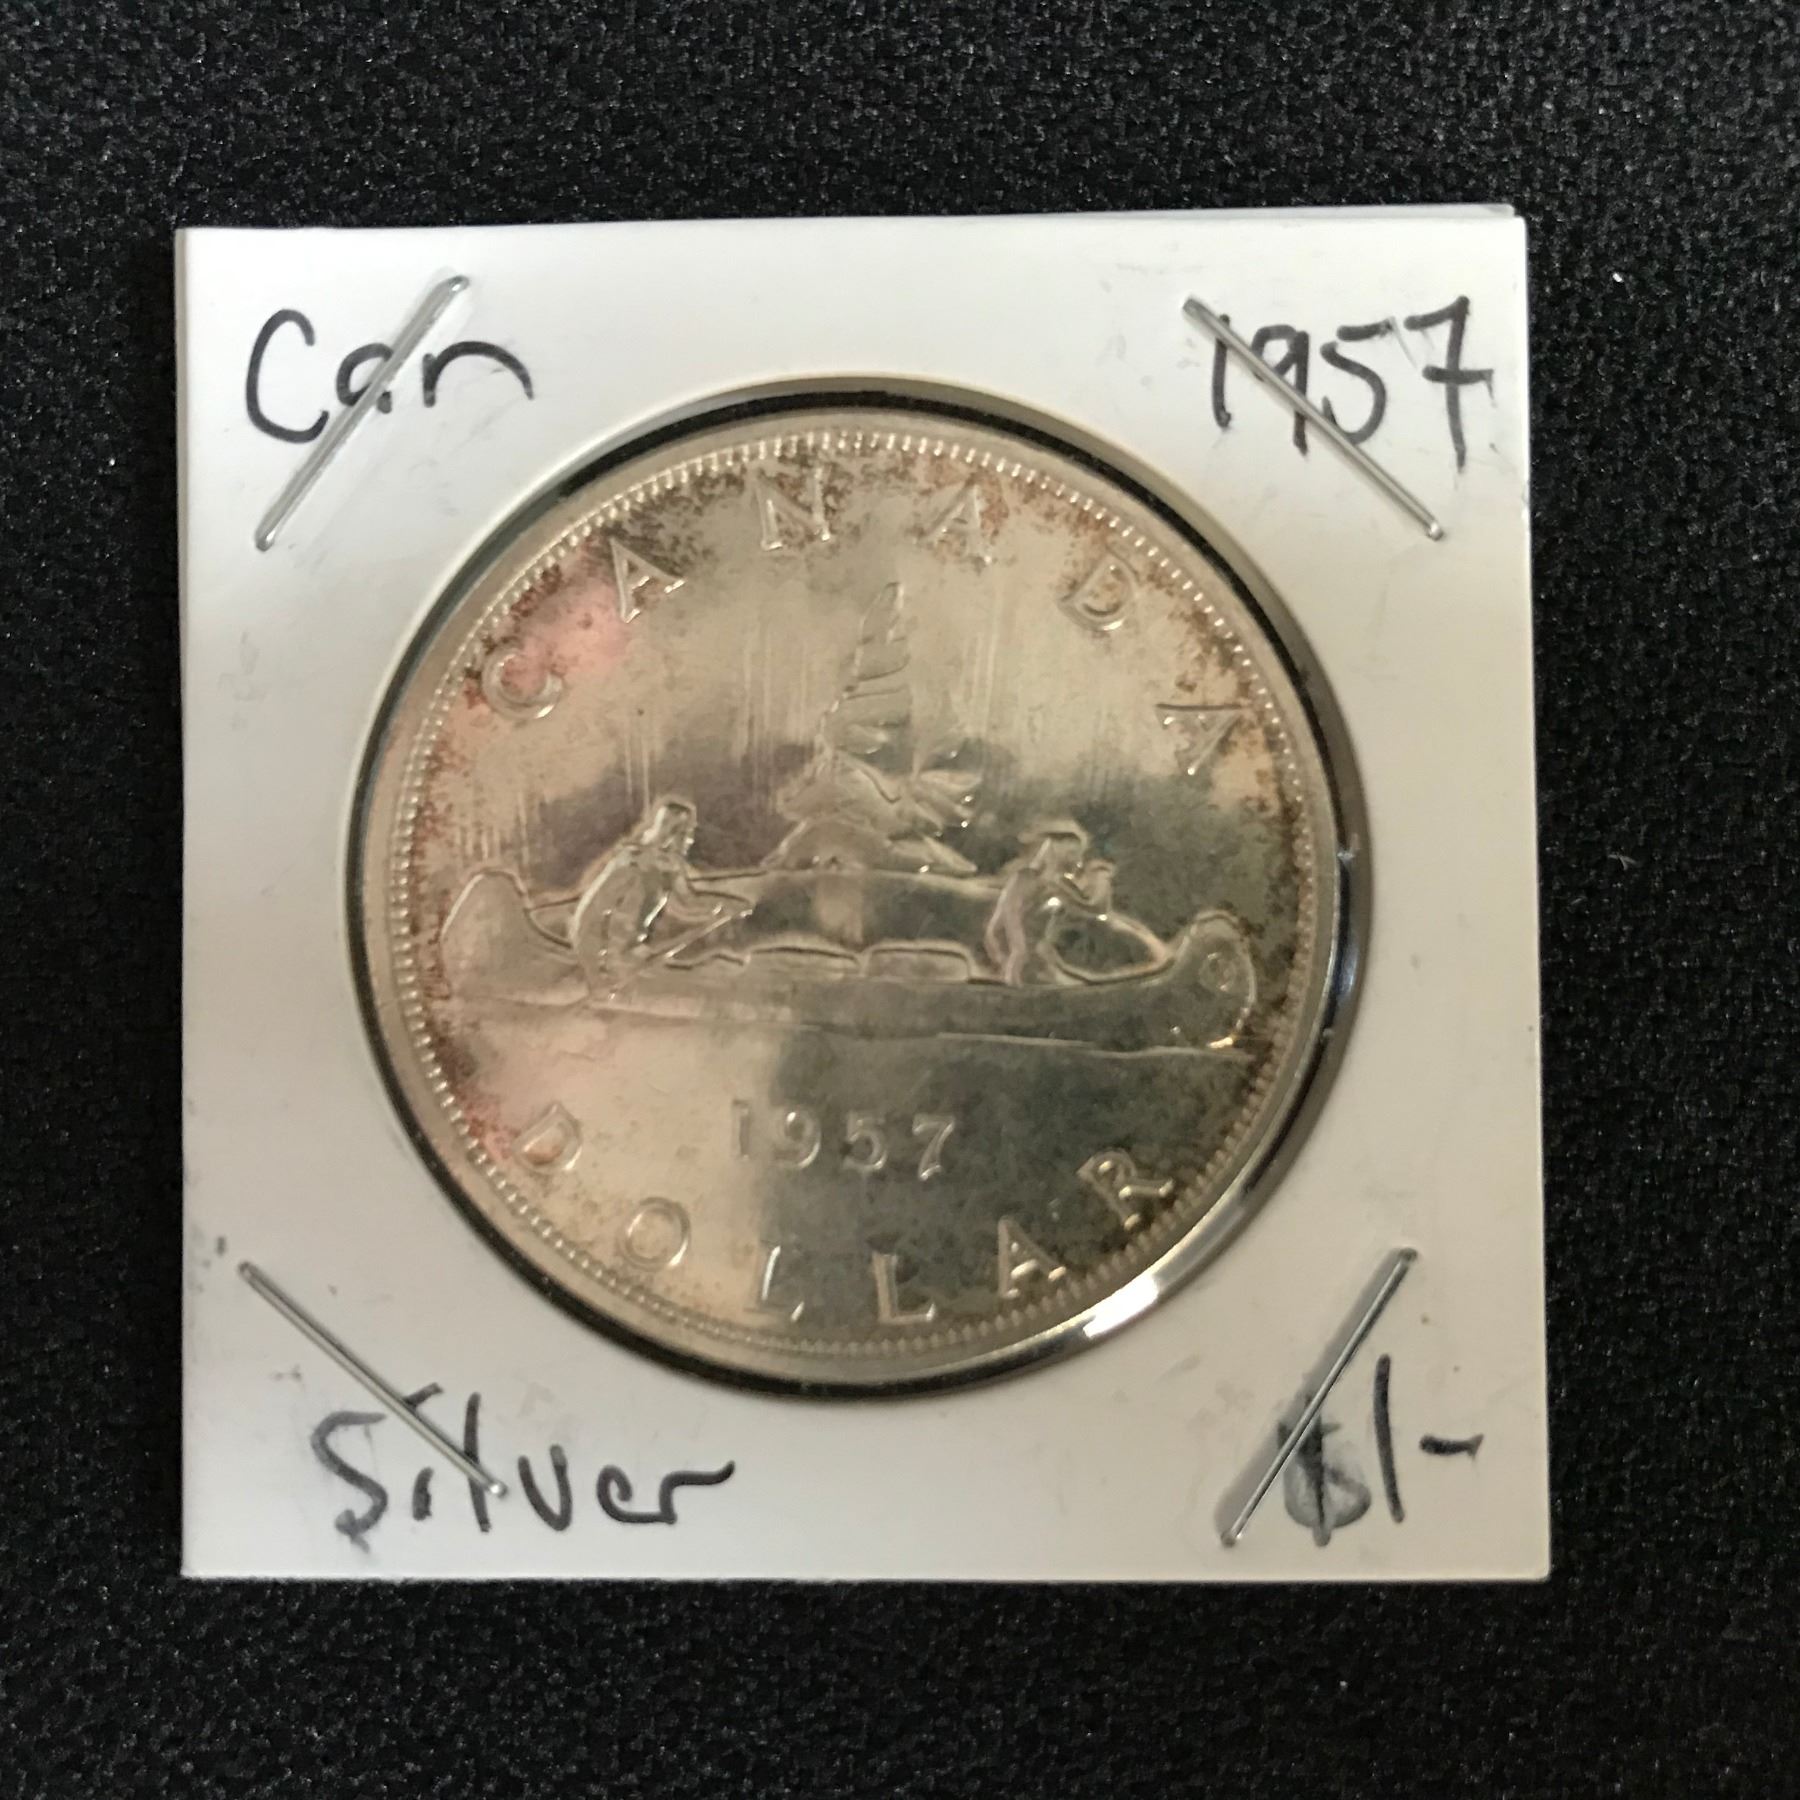 Can
1957
CANADA
1957
DOLLAR
Silver
$1-